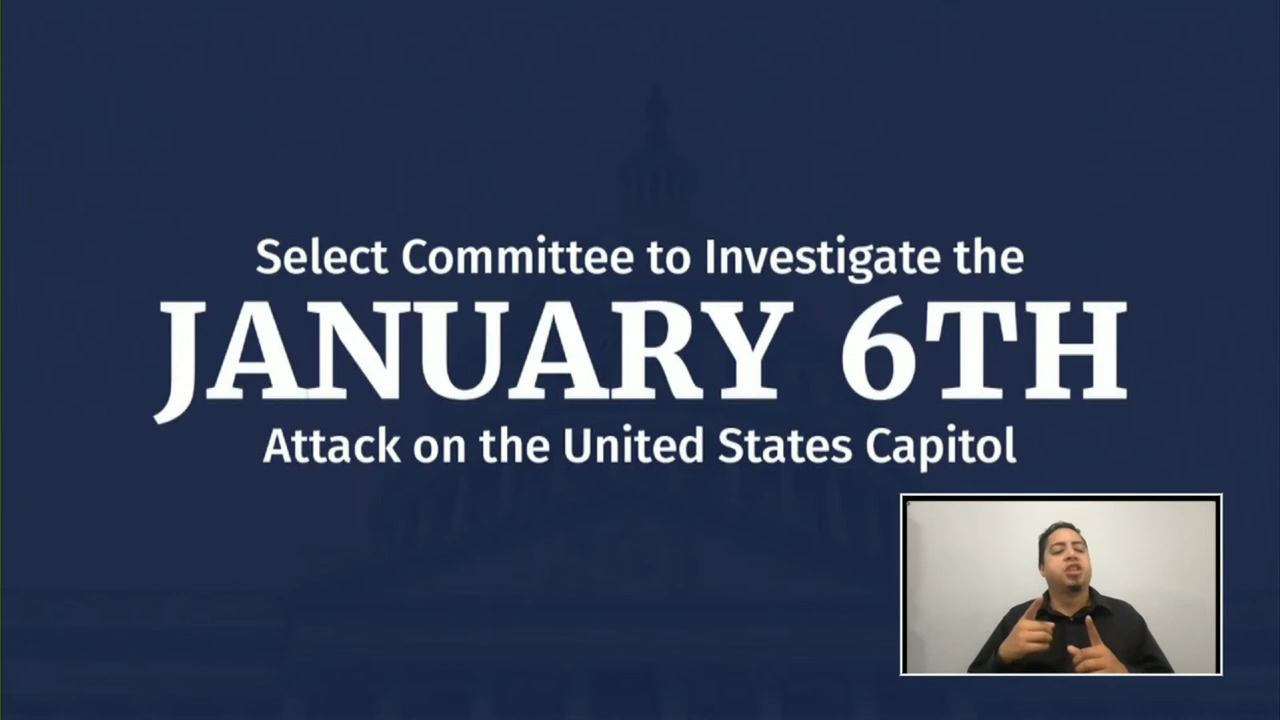 Select Committee to Investigate the
JANUARY 6TH
Attack on the United States Capitol